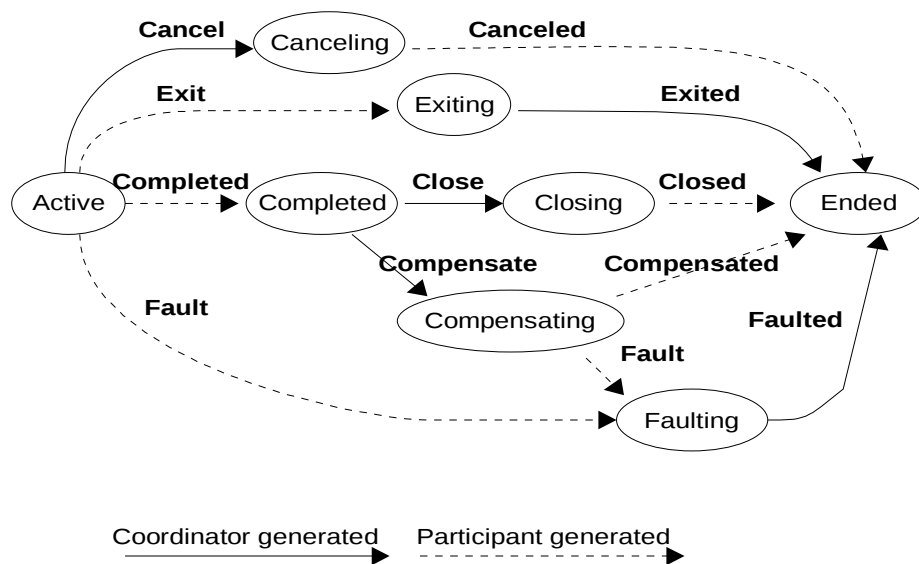 Cancel
Canceling
Canceled
Exit
Exiting
Exited
Active
Completed
Completed
Close
Closing
Closed
Ended
Compensate
Compensated
Compensating
Fault
Fault
Faulted
Faulting
Coordinator generated
Participant generated